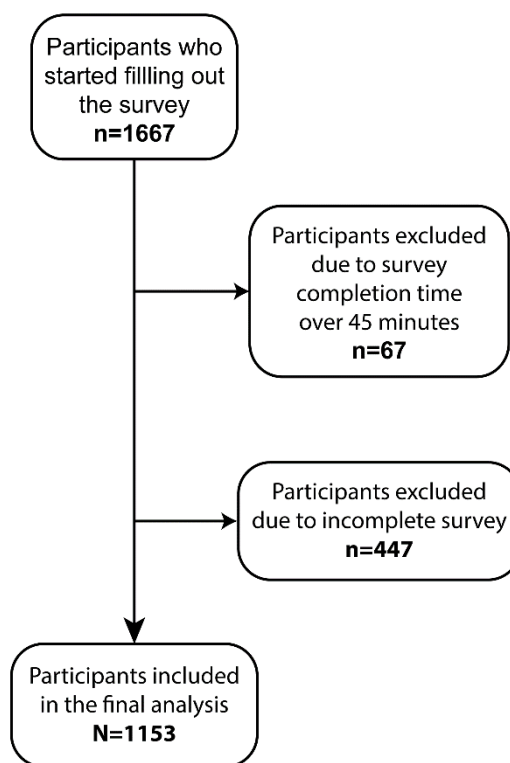 Participants who
started fillling out
the survey
n=1667
Participants excluded
due to survey
completion time
over 45 minutes
n=67
Participants excluded
due to incomplete survey
n=447
Participants included
in the final analysis
N=1153